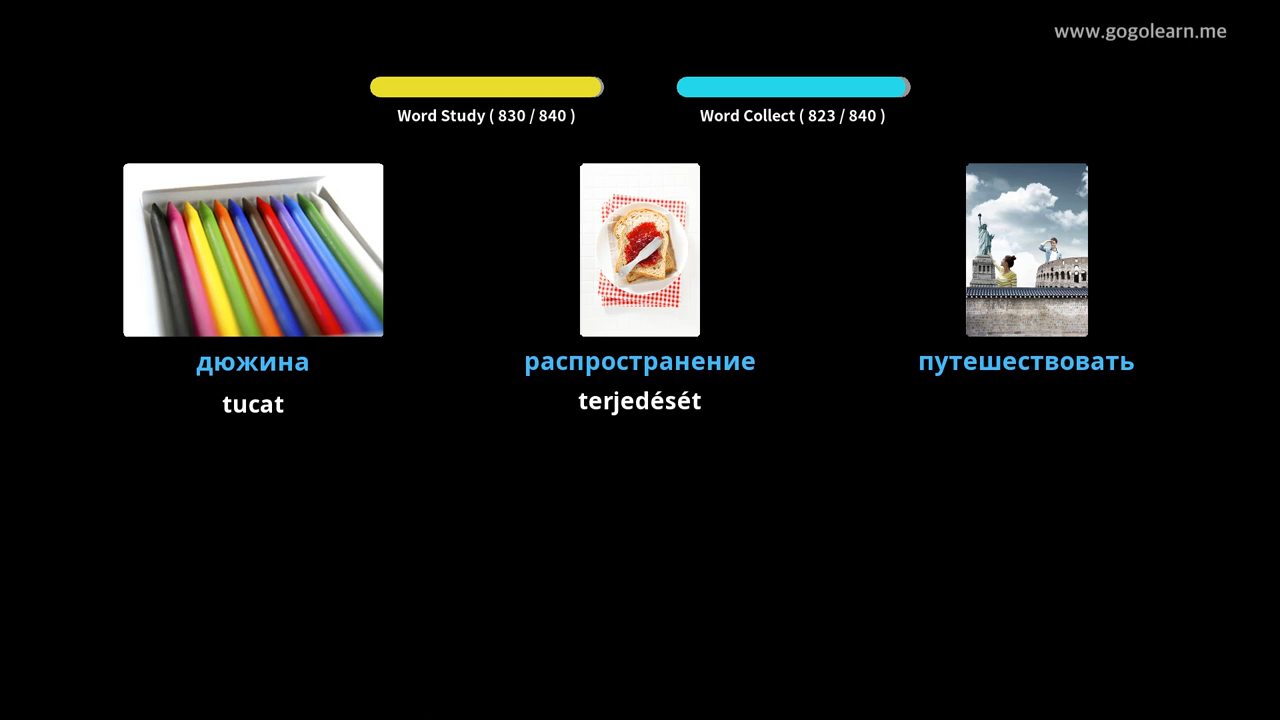 www.gogolearn.me
Word Study ( 830 / 840 )
Word Collect ( 823 / 840 )
дюжина
распространение
путешествовать
tucat
terjedését